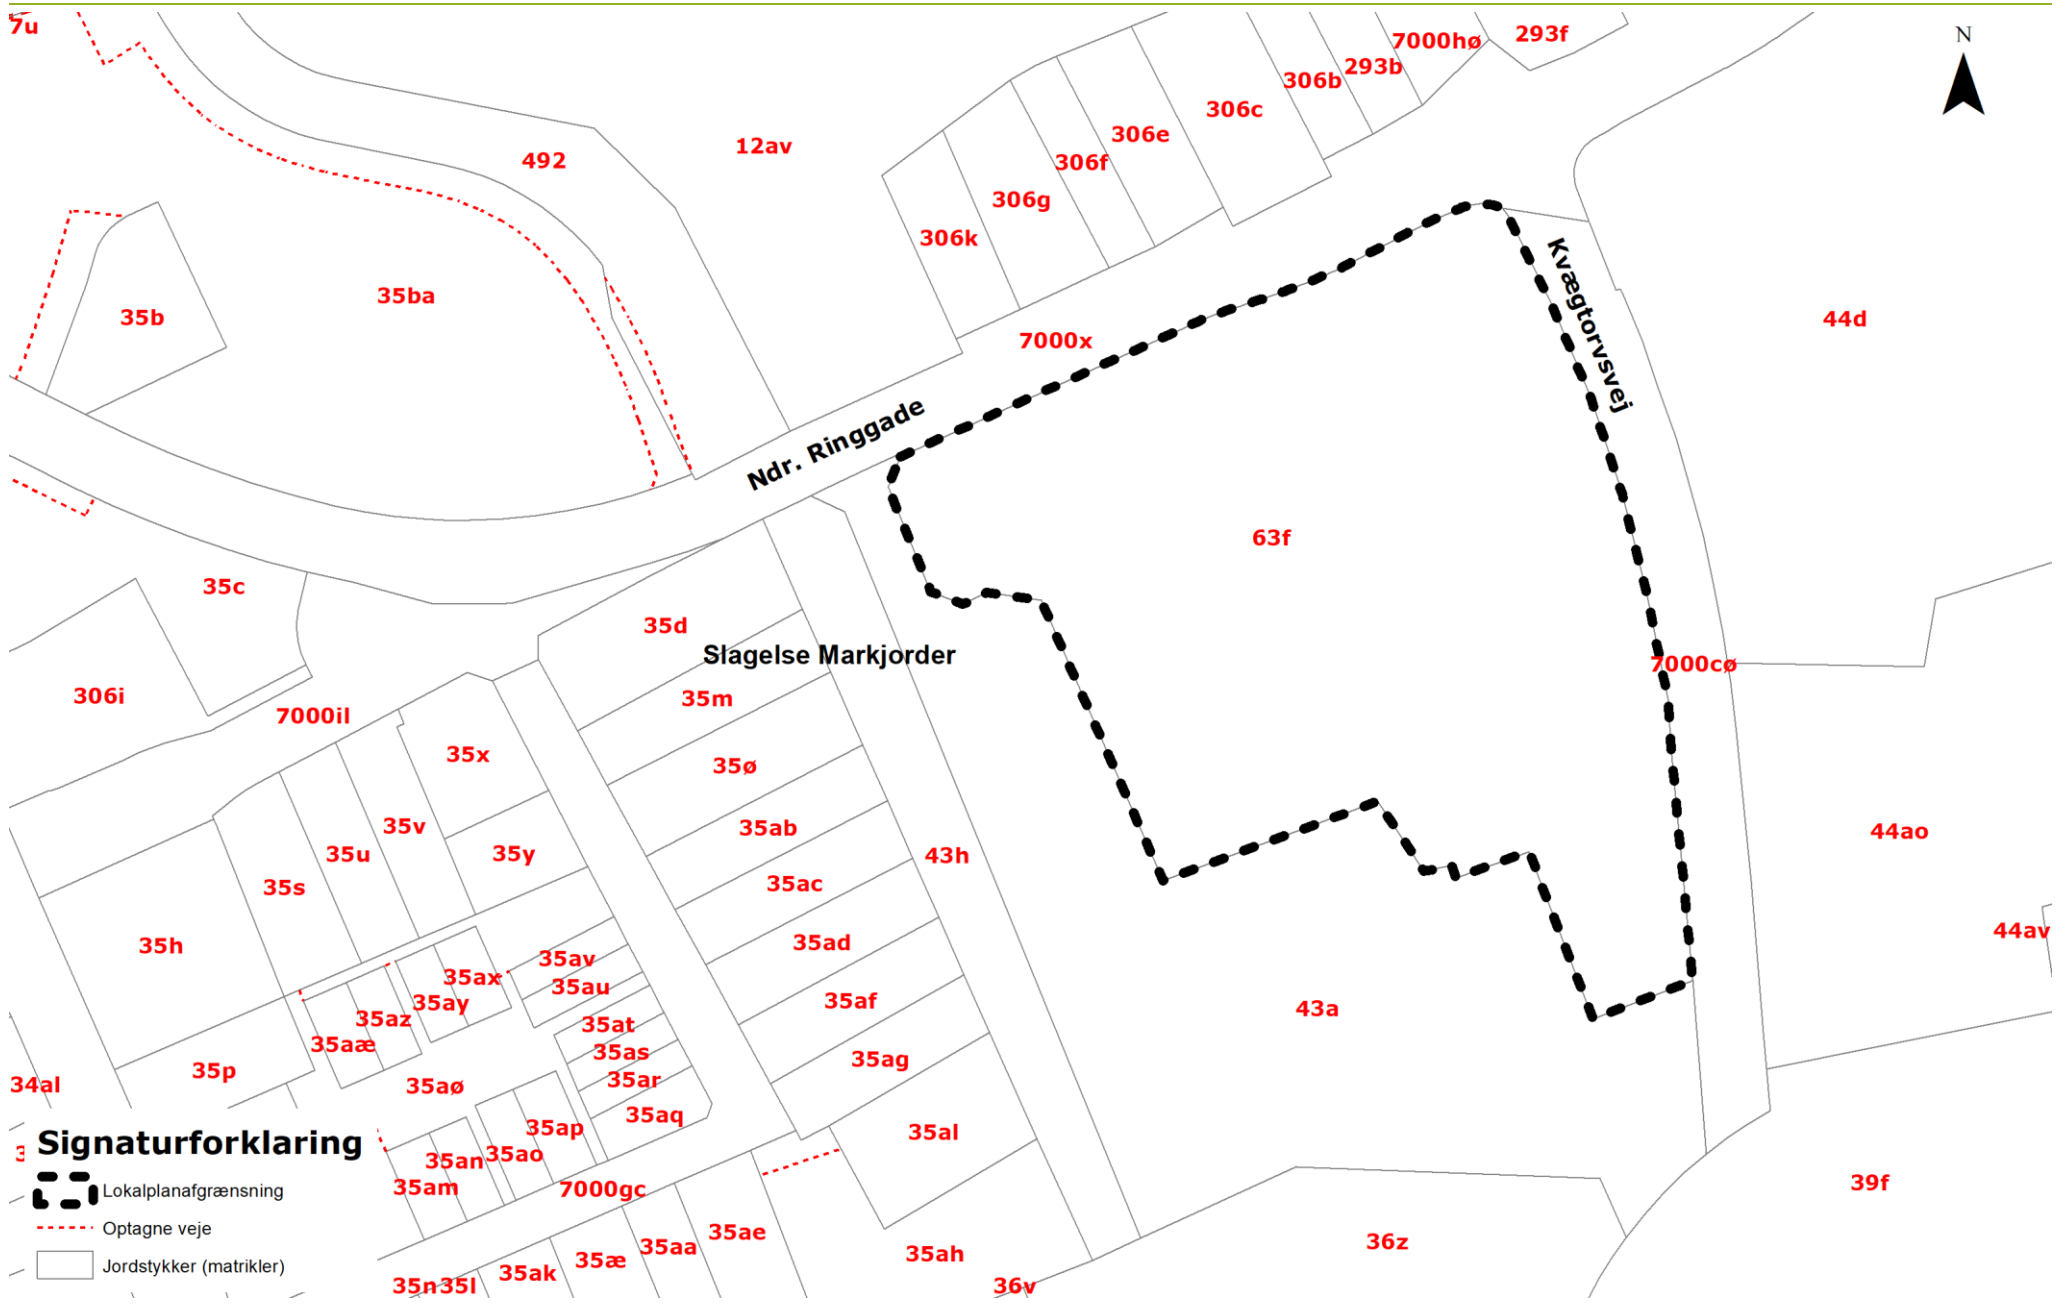 7u
293f
7000hø
N
293b
306b
306c
306e
12av
492
306f
306g
306k
35ba
35b
44d
Kvægtorvsvej
7000x
Ndr. Ringgade
63f
35c
35d
Slagelse Markjorder
7000cø
306i
35m
7000il
35x
35ø
35v
35ab
44ao
35u
35y
43h
35s
35ac
44av
35h
35ad
35av
35ax
35au
35af
35ay
43a
35az
35at
35aæ
35as
35ag
35p
35ar
34al
35aø
35aq
35ap
35al
35ao
35an
39f
35am
7000gc
35ae
36z
35aa
35ah
35æ
35ak
35n
35l
36v
Signaturforklaring
Lokalplanafgrænsning
Optagne veje
Jordstykker (matrikler)